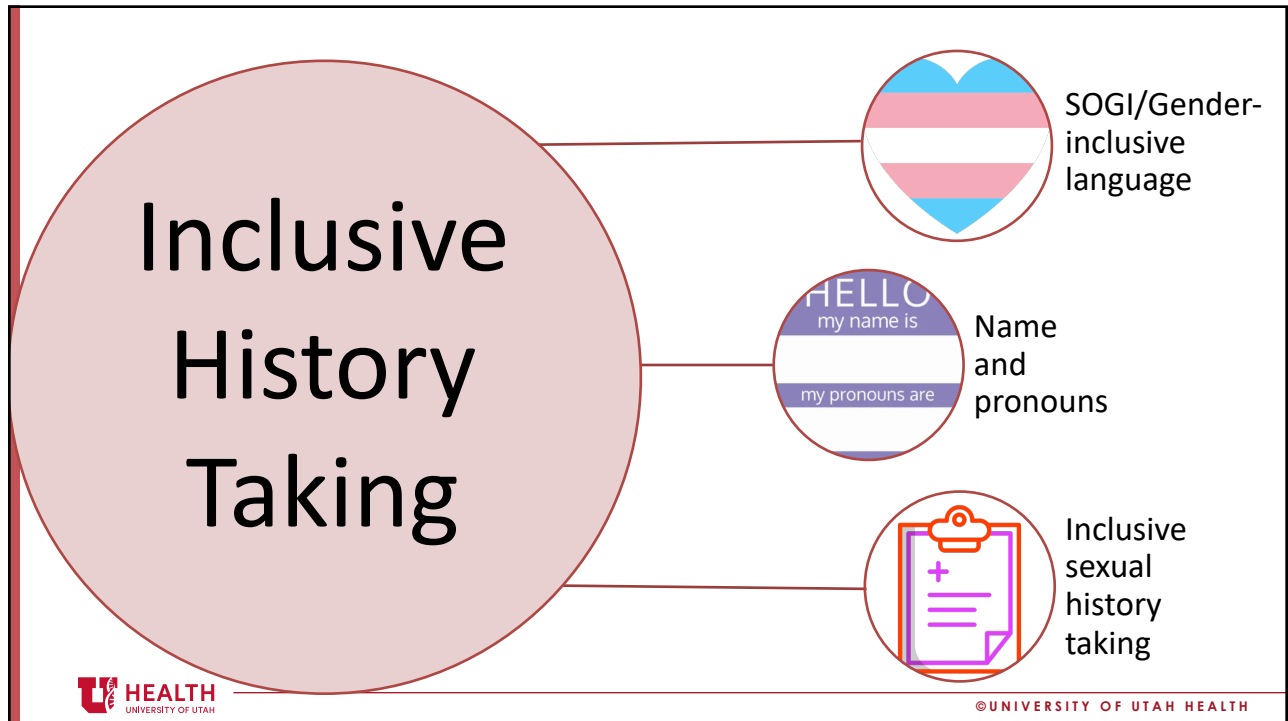 Inclusive
History
Taking
SOGI/Gender-
inclusive
language
HELLO
my name is
my pronouns are
Name
and
pronouns
Inclusive
sexual
history
taking
U HEALTH
UNIVERSITY OF UTAH
©UNIVERSITY OF UTAH HEALTH